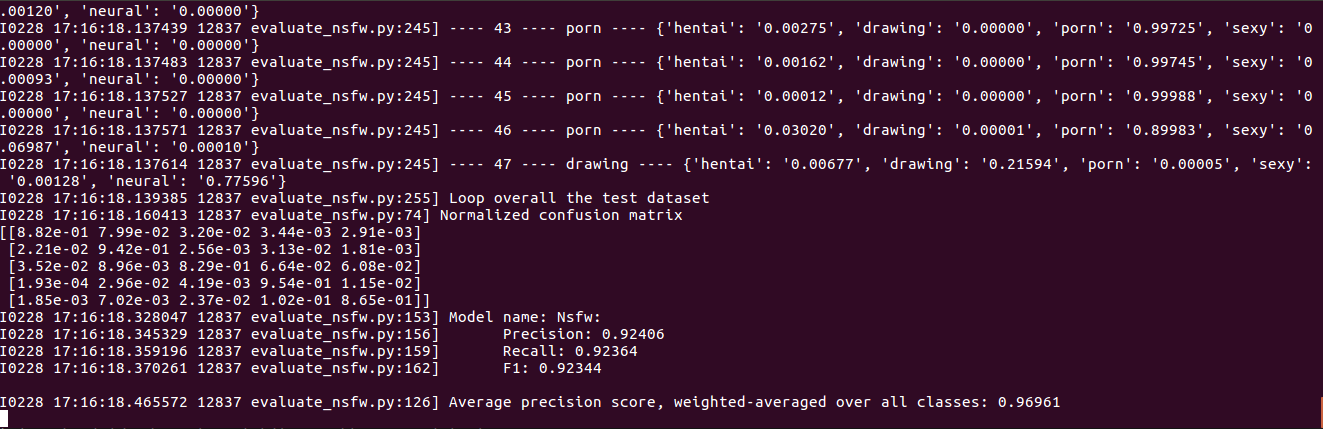 .00120', 'neural': '0.00000'}
I0228 17:16:18.137439 12837 evaluate_nsfw.py:245] ---- 43 ---- porn ---- {'hentai': '0.00275', 'drawing': '0.00000', 'porn': '0.99725', 'sexy': '0
.00000', 'neural': '0.00000'}
I0228 17:16:18.137483 12837 evaluate_nsfw.py:245] ---- 44 ---- porn ---- {'hentai': '0.00162', 'drawing': '0.00000', 'porn': '0.99745', 'sexy': '0
.00093', 'neural': '0.00000'}
I0228 17:16:18.137527 12837 evaluate_nsfw.py:245] ---- 45 ---- porn ---- {'hentai': '0.00012', 'drawing': '0.00000', 'porn': '0.99988', 'sexy': '0
.00000', 'neural': '0.00000'}
I0228 17:16:18.137571 12837 evaluate_nsfw.py:245] ---- 46 ---- porn ---- {'hentai': '0.03020', 'drawing': '0.00001', 'porn': '0.89983', 'sexy': '0
.06987', 'neural': '0.00010'}
I0228 17:16:18.137614 12837 evaluate_nsfw.py:245] ---- 47 ---- drawing ---- {'hentai': '0.00677', 'drawing': '0.21594', 'porn': '0.00005', 'sexy':
 '0.00128', 'neural': '0.77596'}
I0228 17:16:18.139385 12837 evaluate_nsfw.py:255] Loop overall the test dataset
I0228 17:16:18.160413 12837 evaluate_nsfw.py:74] Normalized confusion matrix
[[8.82e-01 7.99e-02 3.20e-02 3.44e-03 2.91e-03]
 [2.21e-02 9.42e-01 2.56e-03 3.13e-02 1.81e-03]
 [3.52e-02 8.96e-03 8.29e-01 6.64e-02 6.08e-02]
 [1.93e-04 2.96e-02 4.19e-03 9.54e-01 1.15e-02]
 [1.85e-03 7.02e-03 2.37e-02 1.02e-01 8.65e-01]]
I0228 17:16:18.328047 12837 evaluate_nsfw.py:153] Model name: Nsfw:
I0228 17:16:18.345329 12837 evaluate_nsfw.py:156]       Precision: 0.92406
I0228 17:16:18.359196 12837 evaluate_nsfw.py:159]       Recall: 0.92364
I0228 17:16:18.370261 12837 evaluate_nsfw.py:162]       F1: 0.92344
I0228 17:16:18.465572 12837 evaluate_nsfw.py:126] Average precision score, weighted-averaged over all classes: 0.96961